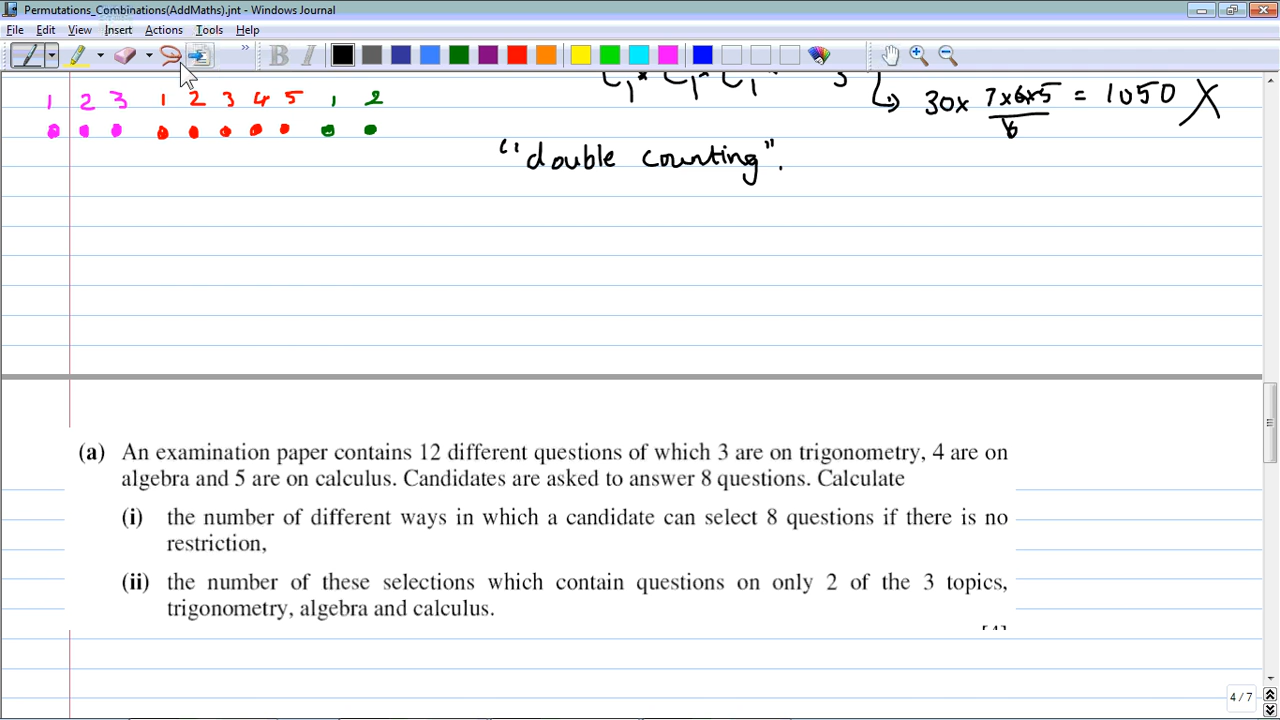 Permutations_Combinations(AddMaths).jnt - Windows Journal
File Edit View Insert Actions Tools Help
1 2 3 1 2 3 4 5 1 2
30x 7x6x5 = 1050 X
6
"double counting".
(a) An examination paper contains 12 different questions of which 3 are on trigonometry, 4 are on
algebra and 5 are on calculus. Candidates are asked to answer 8 questions. Calculate
(i) the number of different ways in which a candidate can select 8 questions if there is no
restriction,
(ii) the number of these selections which contain questions on only 2 of the 3 topics,
trigonometry, algebra and calculus.
4 / 7